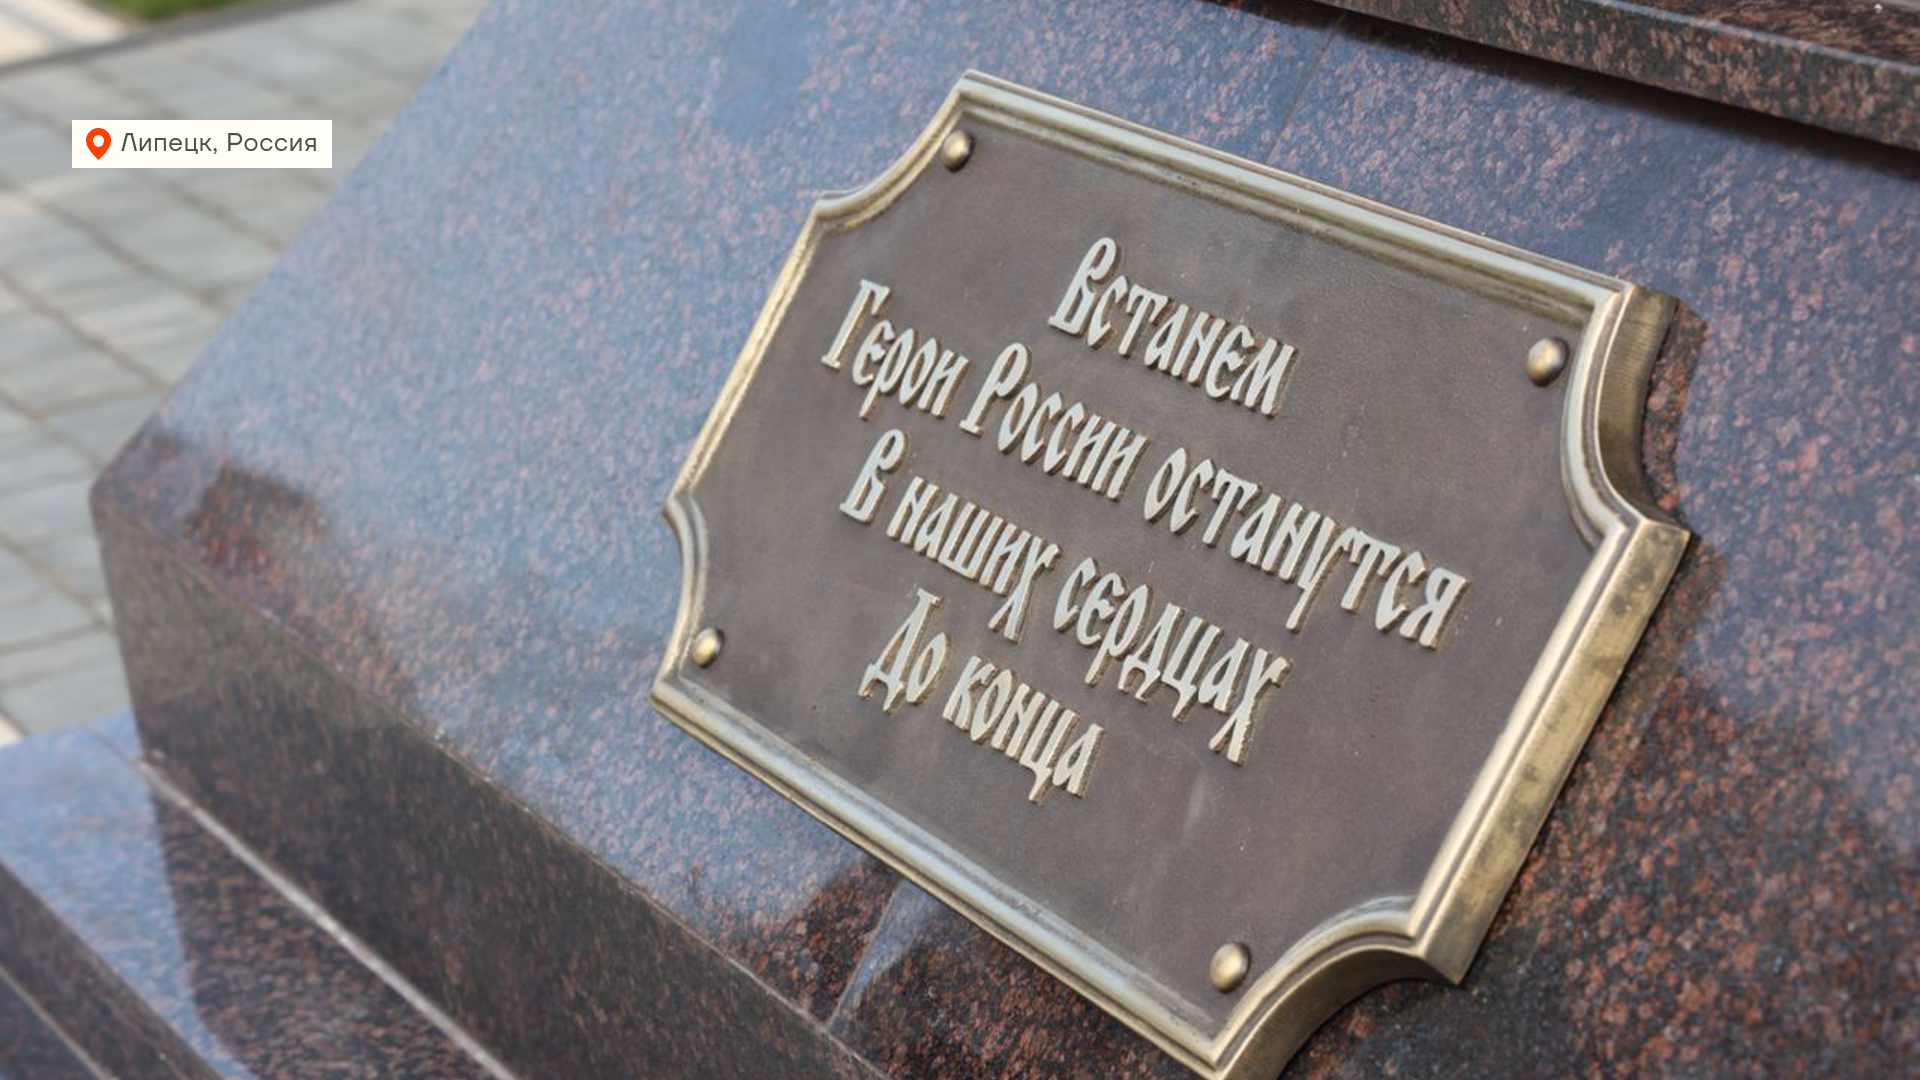 Липецк, Россия
Встанем
Герои России останутся
В наших сердцах
До конца